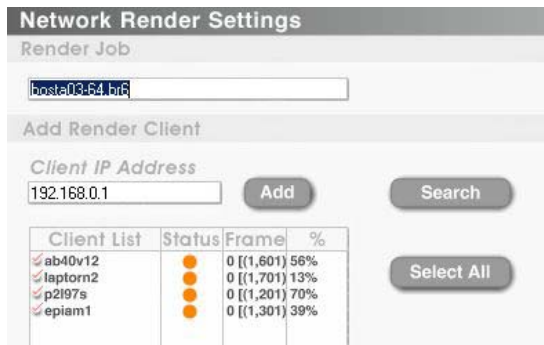 Network Render Settings
Render Job
bosta03-64.br6
Add Render Client
Client IP Address
192.168.0.1 Add Search
Client List Status Frame %
ab40v12 0 [(1,601) 56%
laptorn2 0 [(1,701) 13%
p2l97s 0 [(1,201) 70%
epiam1 0 [(1,301) 39%
Select All